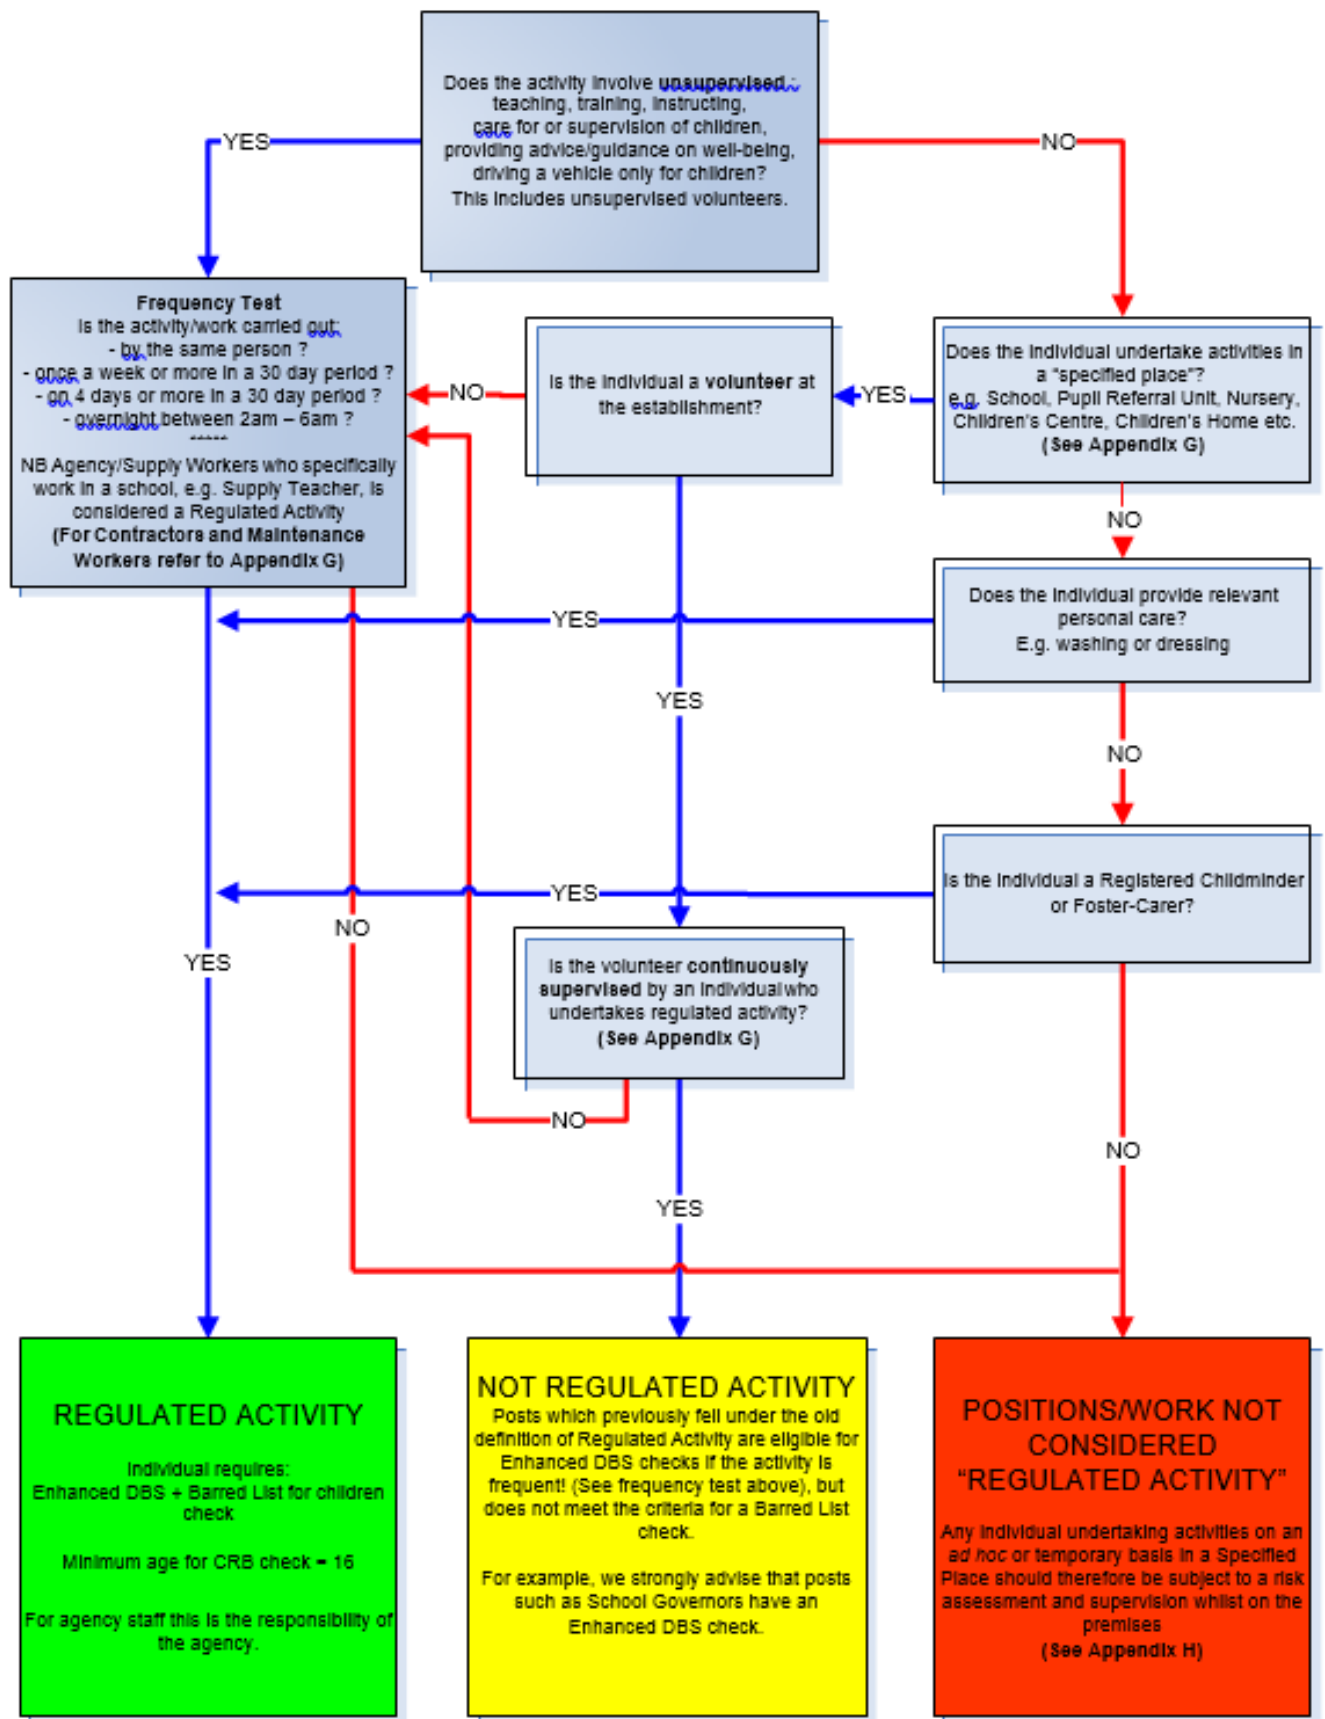 Does the activity involve unsupervised :
teaching, training, instructing,
care for or supervision of children,
providing advice/guidance on well-being,
driving a vehicle only for children?
This includes unsupervised volunteers.
YES
NO
Frequency Test
Is the activity/work carried out:
- by the same person ?
- once a week or more in a 30 day period ?
- on 4 days or more in a 30 day period ?
- overnight between 2am – 6am ?
-----
NB Agency/Supply Workers who specifically
work in a school, e.g. Supply Teacher, is
considered a Regulated Activity
(For Contractors and Maintenance
Workers refer to Appendix G)
NO
Is the individual a volunteer at
the establishment?
YES
Does the individual undertake activities in
a "specified place"?
e.g. School, Pupil Referral Unit, Nursery,
Children's Centre, Children's Home etc.
(See Appendix G)
NO
Does the individual provide relevant
personal care?
E.g. washing or dressing
YES
YES
NO
Is the individual a Registered Childminder
or Foster-Carer?
YES
NO
YES
Is the volunteer continuously
supervised by an individual who
undertakes regulated activity?
(See Appendix G)
NO
NO
YES
REGULATED ACTIVITY
Individual requires:
Enhanced DBS + Barred List for children
check
Minimum age for CRB check = 16
For agency staff this is the responsibility of
the agency.
NOT REGULATED ACTIVITY
Posts which previously fell under the old
definition of Regulated Activity are eligible for
Enhanced DBS checks if the activity is
frequent! (See frequency test above), but
does not meet the criteria for a Barred List
check.
For example, we strongly advise that posts
such as School Governors have an
Enhanced DBS check.
POSITIONS/WORK NOT
CONSIDERED
"REGULATED ACTIVITY"
Any individual undertaking activities on an
ad hoc or temporary basis in a Specified
Place should therefore be subject to a risk
assessment and supervision whilst on the
premises
(See Appendix H)